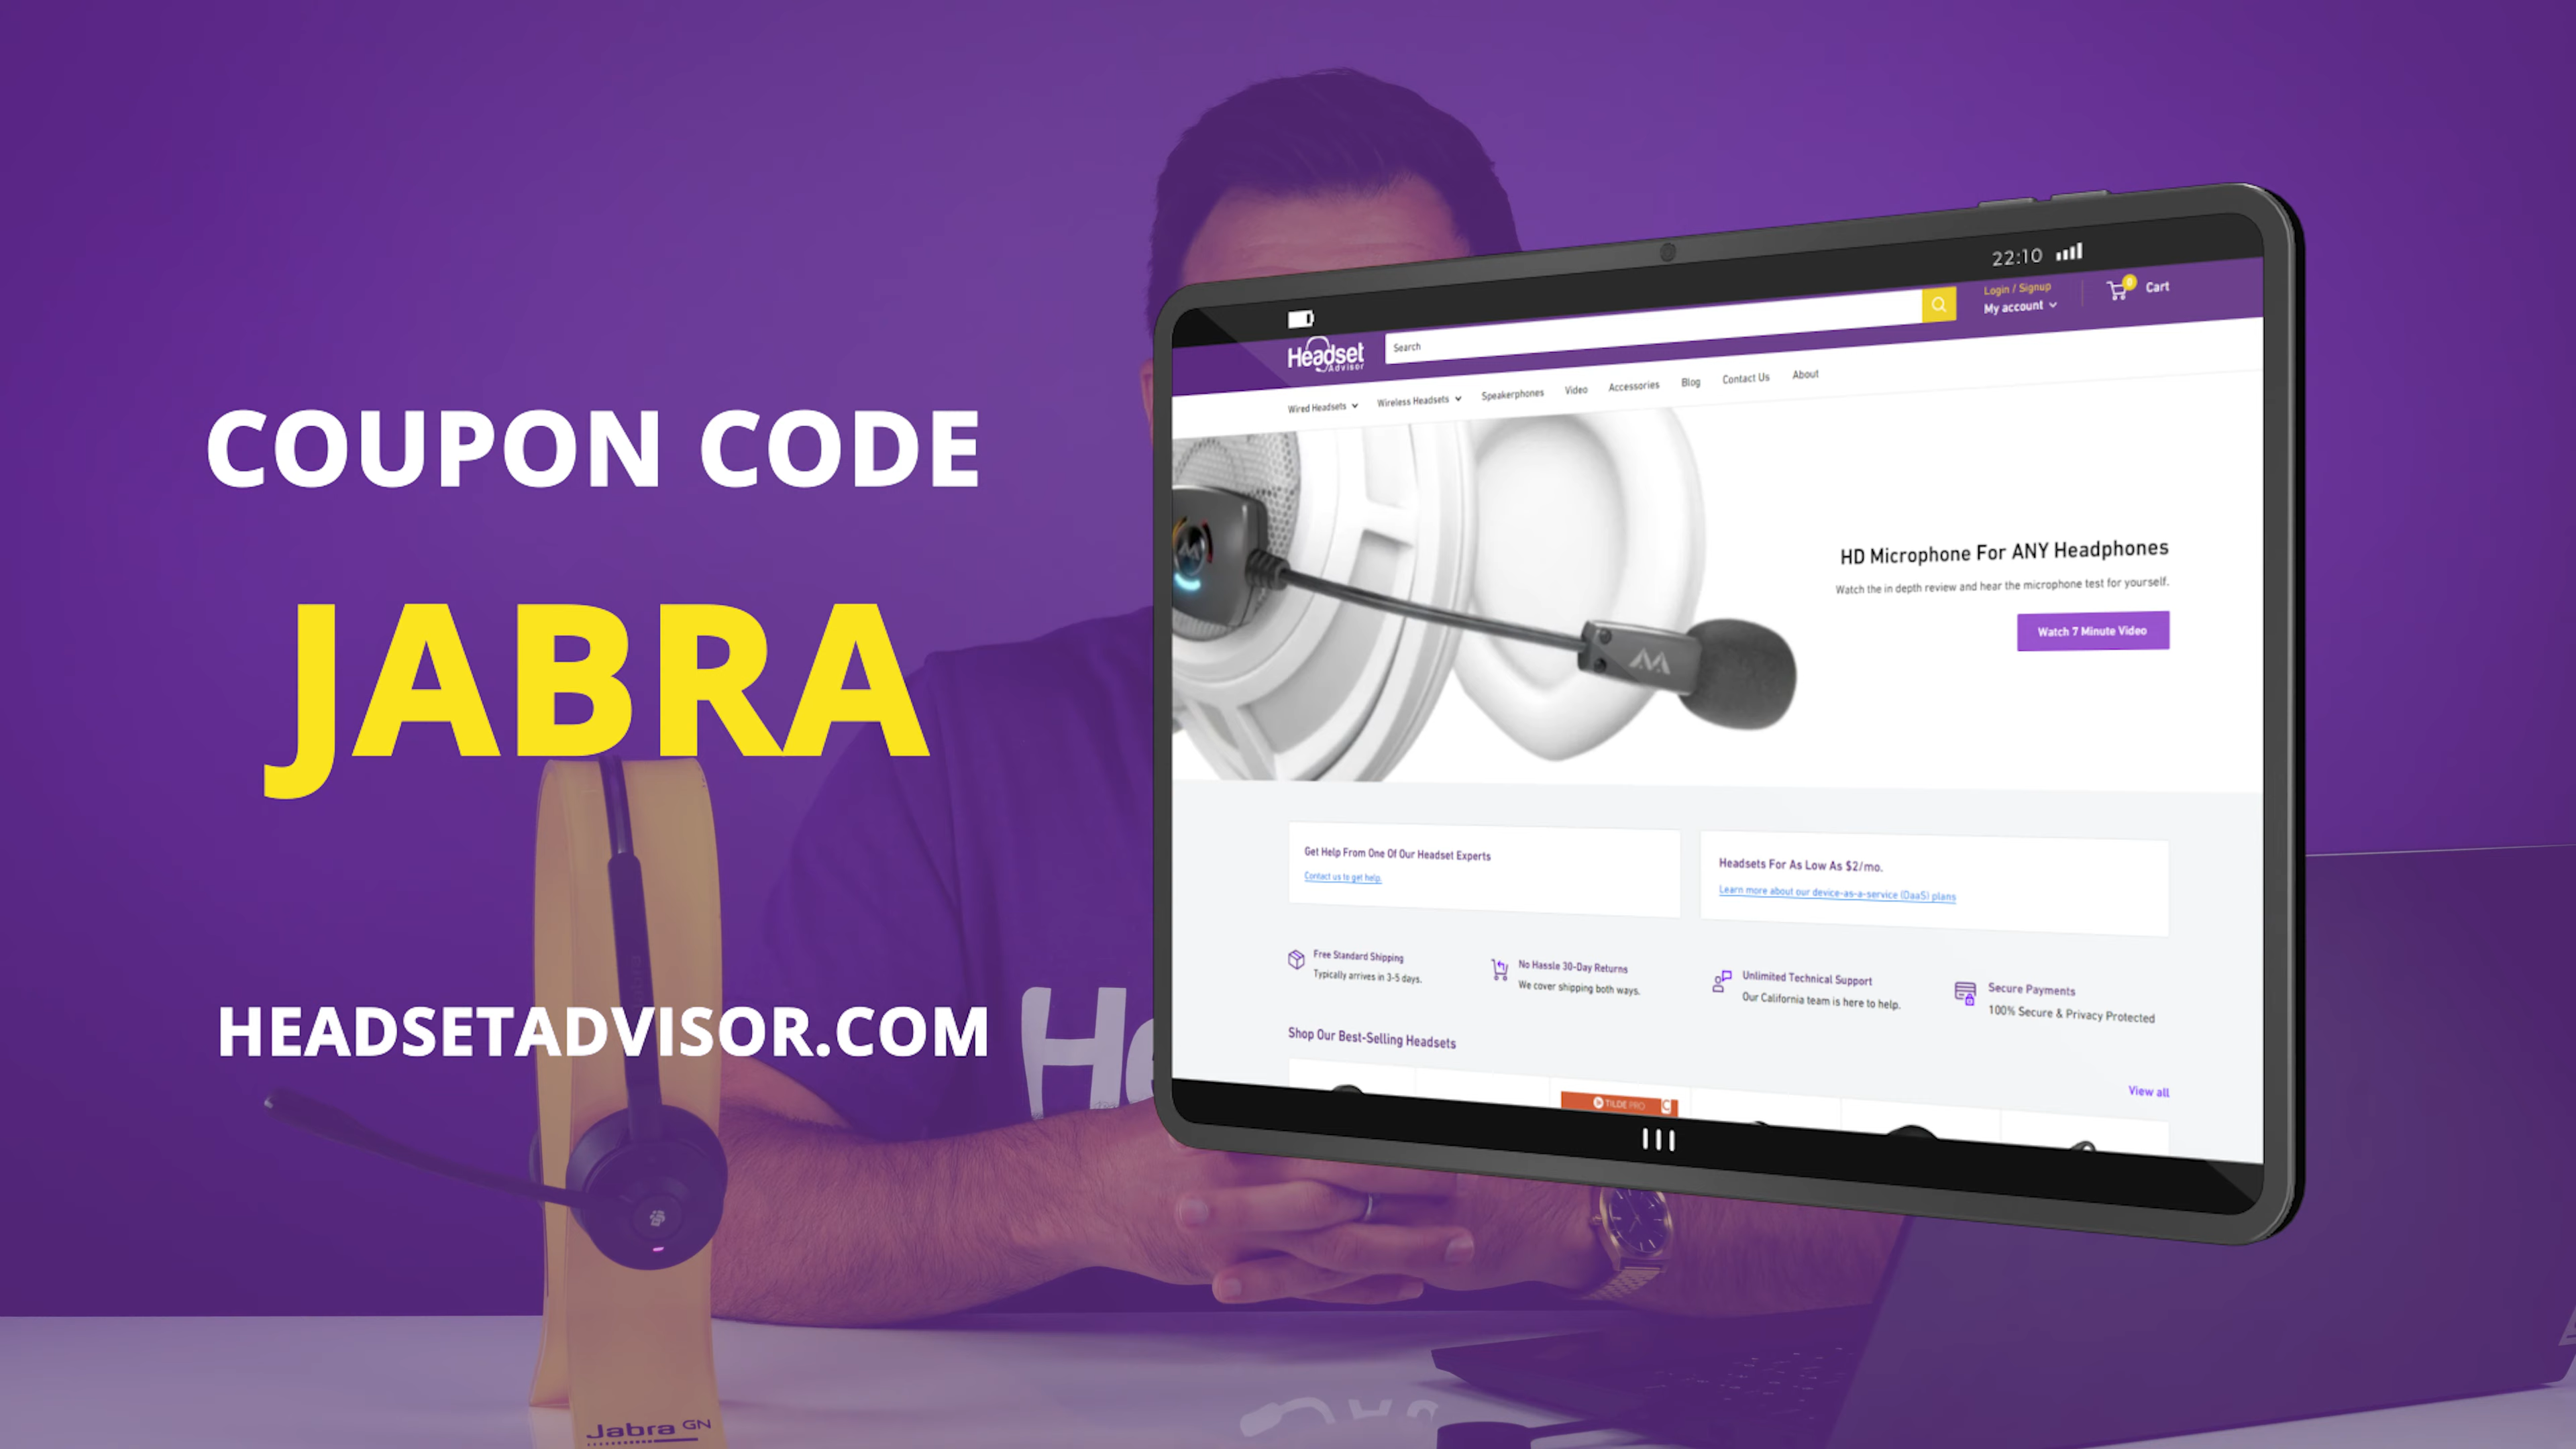 COUPON CODE
JABRA
HEADSETADVISOR.COM
He
Jabra GN
22:10
Headset
Advisor
Search
Login / Signup
My account
0
Cart
Wired Headsets
Wireless Headsets
Speakerphones
Video
Accessories
Blog
Contact Us
About
HD Microphone For ANY Headphones
Watch the in depth review and hear the microphone test for yourself.
Watch 7 Minute Video
Get Help From One Of Our Headset Experts
Contact us to get help.
Headsets For As Low As $2/mo.
Learn more about our device-as-a-service (DaaS) plans
Free Standard Shipping
Typically arrives in 3-5 days.
No Hassle 30-Day Returns
We cover shipping both ways.
Unlimited Technical Support
Our California team is here to help.
Secure Payments
100% Secure & Privacy Protected
Shop Our Best-Selling Headsets
View all
TILDE PRO